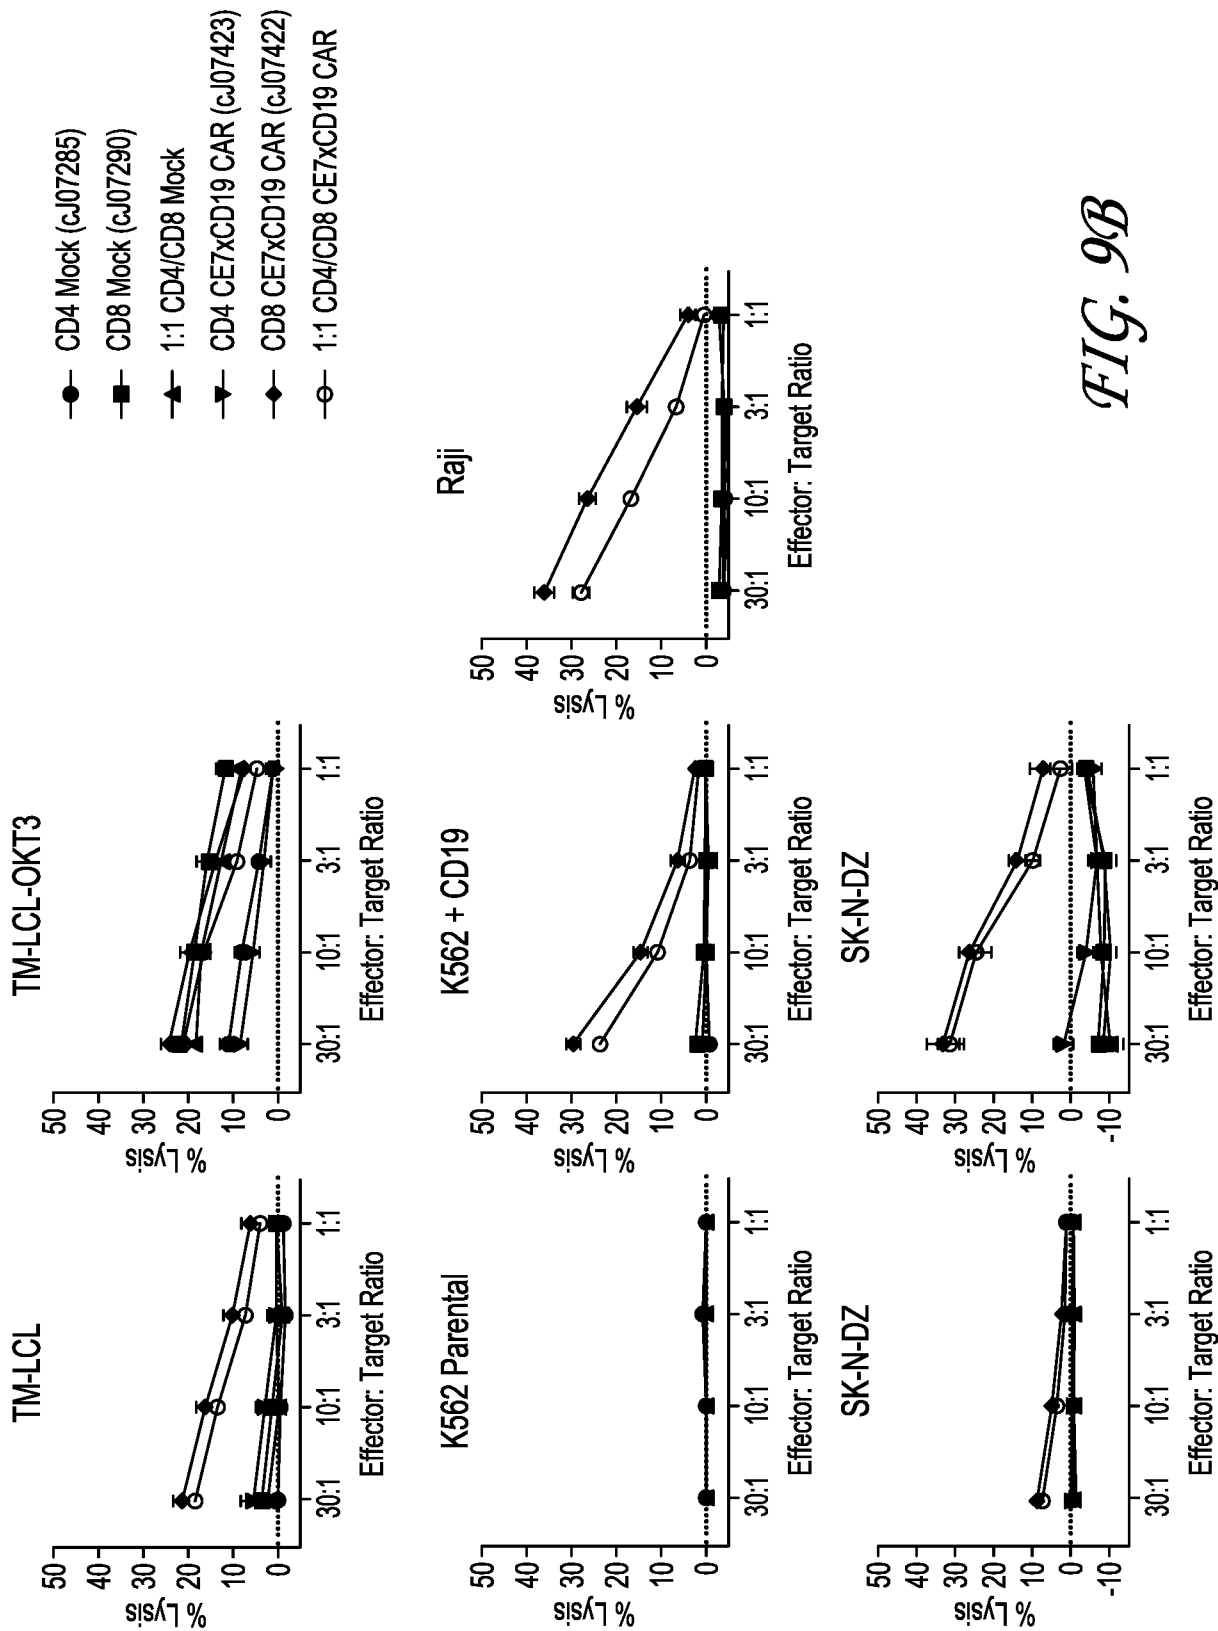 CD4 Mock (cJ07285)
CD8 Mock (cJ07290)
1:1 CD4/CD8 Mock
CD4 CE7xCD19 CAR (cJ07423)
CD8 CE7xCD19 CAR (cJ07422)
1:1 CD4/CD8 CE7xCD19 CAR
TM-LCL
% Lysis
50
40
30
20
10
0
30:1 10:1 3:1 1:1
Effector: Target Ratio
TM-LCL-OKT3
% Lysis
50
40
30
20
10
0
30:1 10:1 3:1 1:1
Effector: Target Ratio
K562 Parental
% Lysis
50
40
30
20
10
0
30:1 10:1 3:1 1:1
Effector: Target Ratio
K562 + CD19
% Lysis
50
40
30
20
10
0
30:1 10:1 3:1 1:1
Effector: Target Ratio
Raji
% Lysis
50
40
30
20
10
0
30:1 10:1 3:1 1:1
Effector: Target Ratio
SK-N-DZ
% Lysis
50
40
30
20
10
0
-10
30:1 10:1 3:1 1:1
Effector: Target Ratio
SK-N-DZ
% Lysis
50
40
30
20
10
0
-10
30:1 10:1 3:1 1:1
Effector: Target Ratio
FIG. 9B